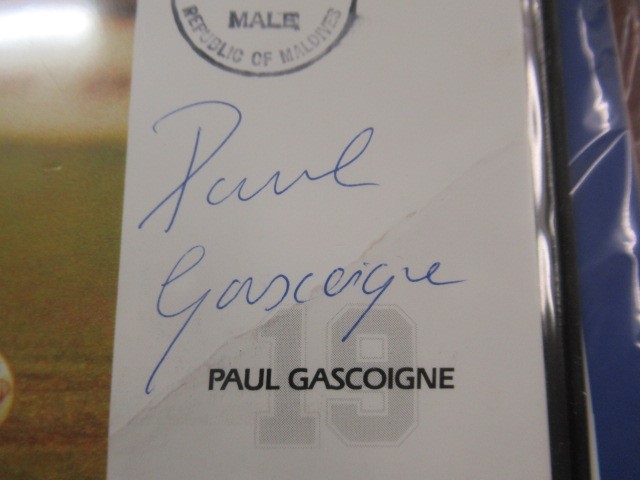 MALE
REPUBLIC OF MALDIVES
Paul
Gascoigne
19
PAUL GASCOIGNE